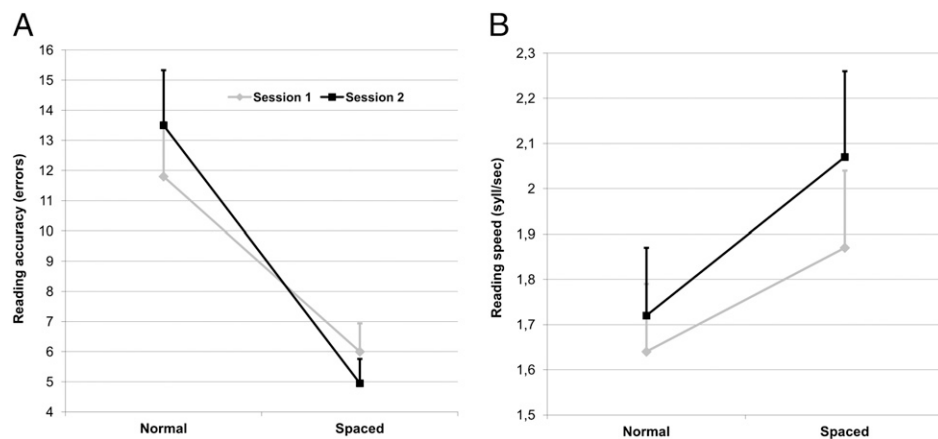 A
Reading accuracy (errors)
16
15
14
13
12
11
10
9
8
7
6
5
4
Session 1
Session 2
Normal
Spaced
B
Reading speed (syll/sec)
2,3
2,2
2,1
2
1,9
1,8
1,7
1,6
1,5
Normal
Spaced